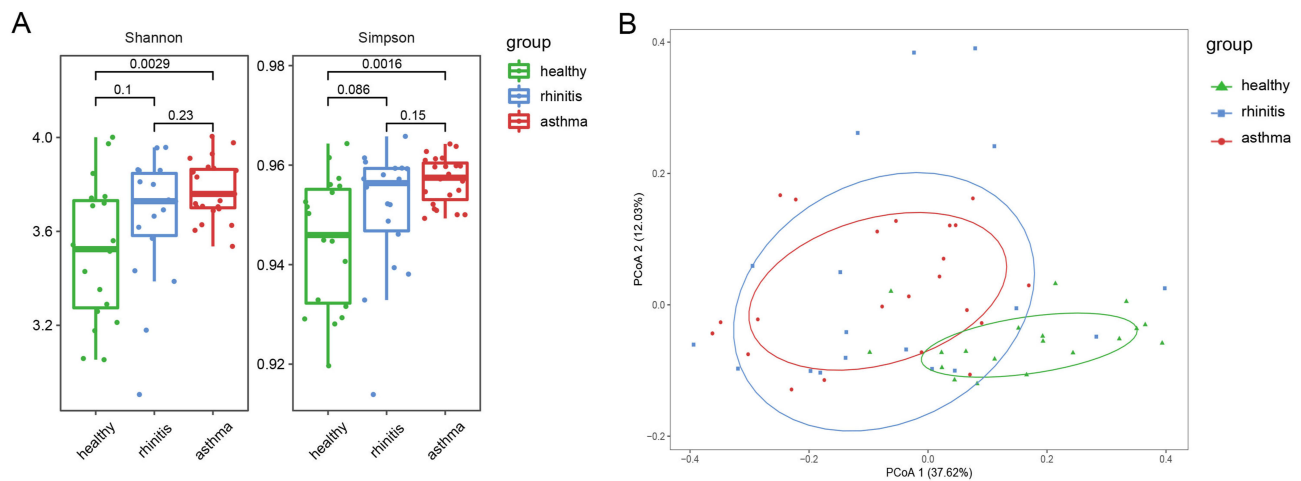 A
Shannon
Simpson
0.0029
0.1
0.23
4.0
3.6
3.2
healthy
rhinitis
asthma
0.0016
0.086
0.15
0.98
0.96
0.94
0.92
healthy
rhinitis
asthma
group
healthy
rhinitis
asthma
B
0.4
0.2
0.0
−0.2
PCoA 2 (12.03%)
−0.4
−0.2
0.0
0.2
0.4
PCoA 1 (37.62%)
group
healthy
rhinitis
asthma